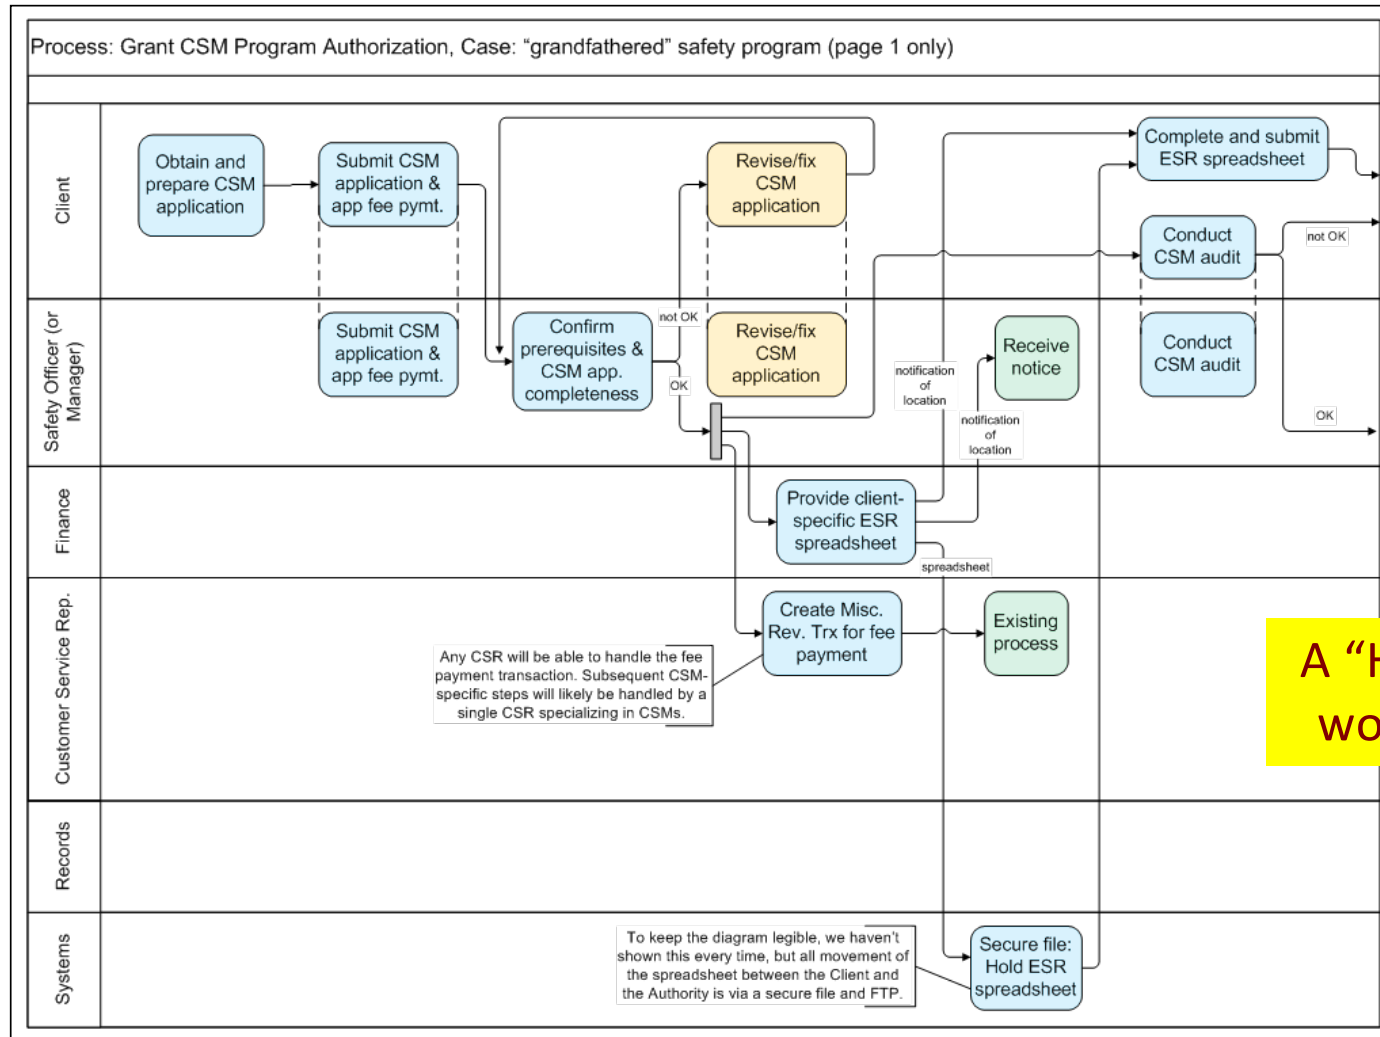 Process: Grant CSM Program Authorization, Case: “grandfathered” safety program (page 1 only)
Client
Obtain and
prepare CSM
application
Submit CSM
application &
app fee pymt.
Revise/fix
CSM
application
Complete and submit
ESR spreadsheet
Conduct
CSM audit
not OK
Safety Officer (or
Manager)
Submit CSM
application &
app fee pymt.
Confirm
prerequisites &
CSM app.
completeness
not OK
OK
Revise/fix
CSM
application
notification
of
location
Receive
notice
notification
of
location
Conduct
CSM audit
OK
Finance
Provide client-
specific ESR
spreadsheet
spreadsheet
Customer Service Rep.
Any CSR will be able to handle the fee
payment transaction. Subsequent CSM-
specific steps will likely be handled by a
single CSR specializing in CSMs.
Create Misc.
Rev. Trx for fee
payment
Existing
process
A “H
wo
Records
Systems
To keep the diagram legible, we haven't
shown this every time, but all movement of
the spreadsheet between the Client and
the Authority is via a secure file and FTP.
Secure file:
Hold ESR
spreadsheet